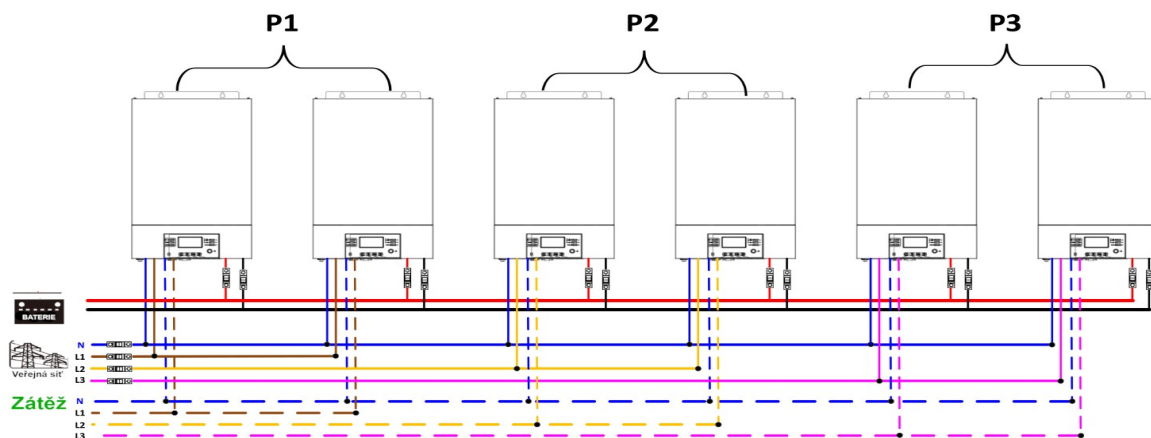 P1 P2 P3
BATERIE
N
L1
L2
Veřejná síť
L3
Zátěž
N
L1
L2
L3